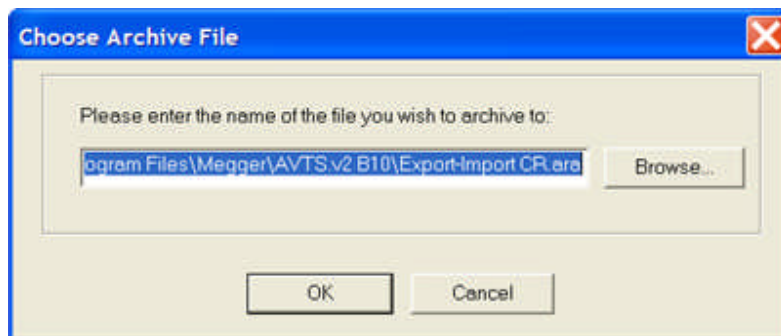 Choose Archive File
Please enter the name of the file you wish to archive to:
ogram Files\Megger\AVTS.v2 B10\Export-Import CR.ara
Browse...
OK
Cancel